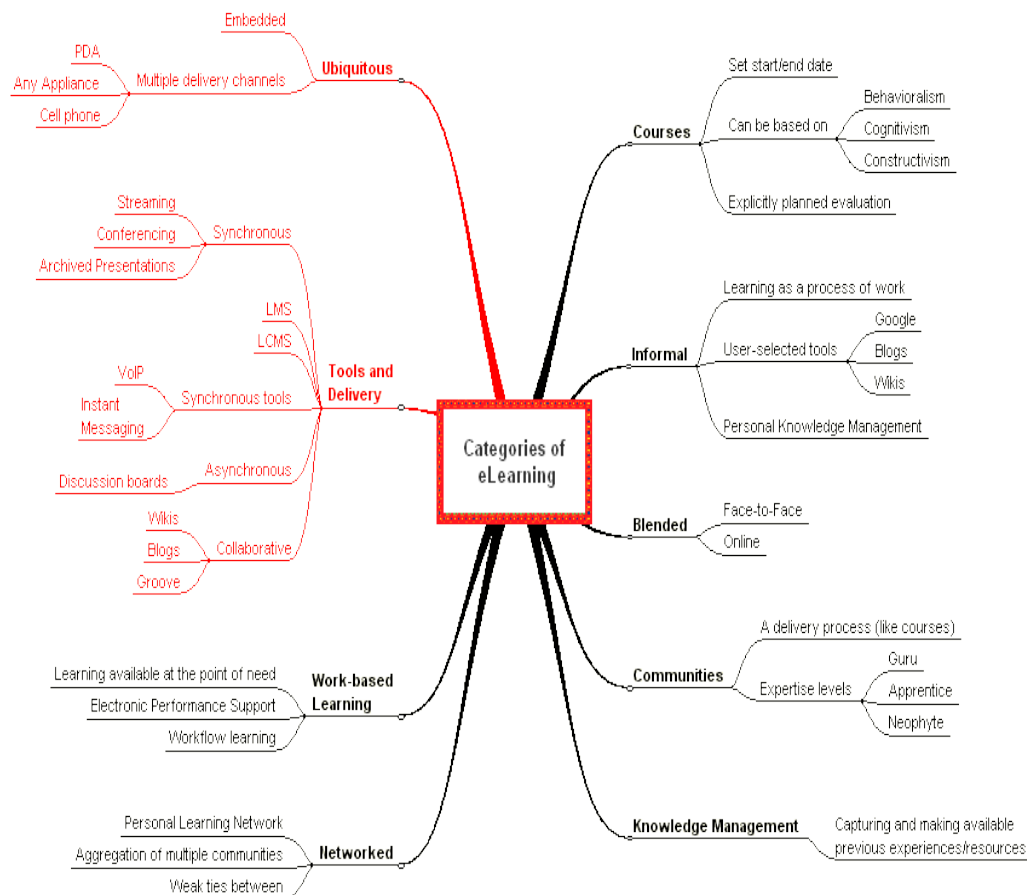 Categories of
eLearning
Ubiquitous
Embedded
Multiple delivery channels
PDA
Any Appliance
Cell phone
Tools and
Delivery
Synchronous
Streaming
Conferencing
Archived Presentations
LMS
LCMS
Synchronous tools
VoIP
Instant
Messaging
Asynchronous
Discussion boards
Collaborative
Wikis
Blogs
Groove
Work-based
Learning
Learning available at the point of need
Electronic Performance Support
Workflow learning
Networked
Personal Learning Network
Aggregation of multiple communities
Weak ties between
Courses
Set start/end date
Can be based on
Behavioralism
Cognitivism
Constructivism
Explicitly planned evaluation
Informal
Learning as a process of work
User-selected tools
Google
Blogs
Wikis
Personal Knowledge Management
Blended
Face-to-Face
Online
Communities
A delivery process (like courses)
Expertise levels
Guru
Apprentice
Neophyte
Knowledge Management
Capturing and making available
previous experiences/resources